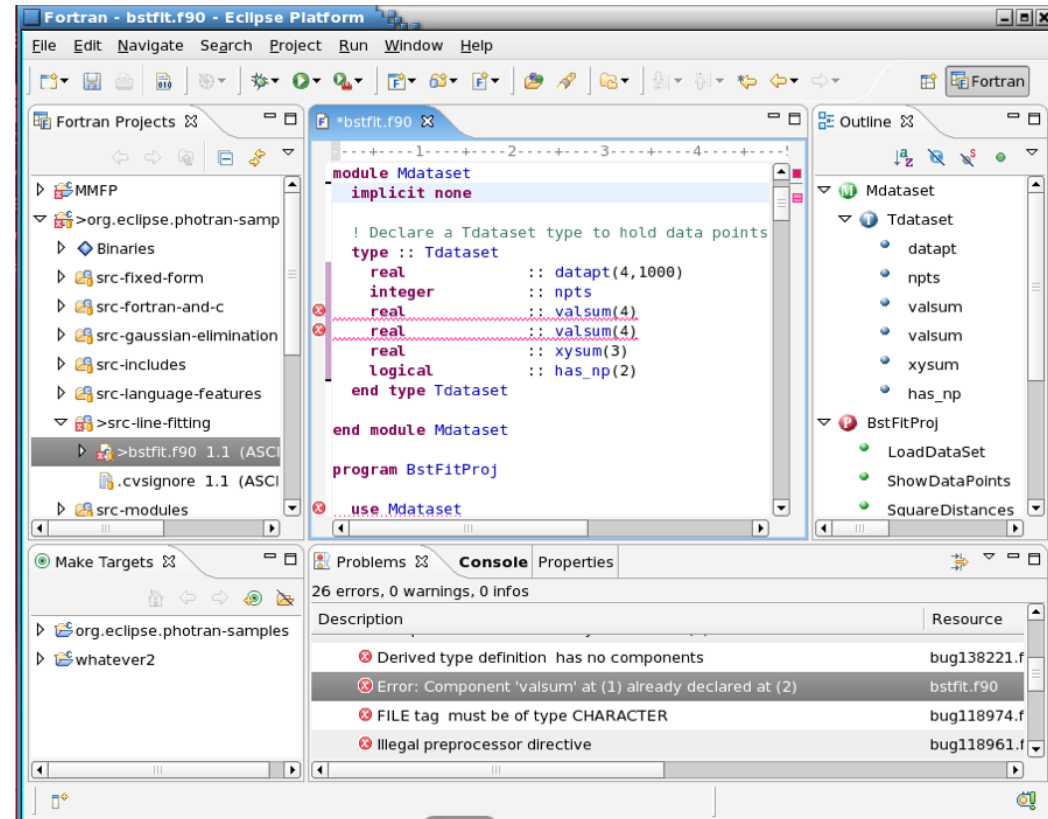 Fortran - bstfit.f90 - Eclipse Platform
File Edit Navigate Search Project Run Window Help
Fortran
Fortran Projects
MMFP
>org.eclipse.photran-samp
Binaries
src-fixed-form
src-fortran-and-c
src-gaussian-elimination
src-includes
src-language-features
>src-line-fitting
>bstfit.f90 1.1 (ASCI
.cvsignore 1.1 (ASCI
src-modules
*bstfit.f90
----+----1----+----2----+----3----+----4----+----5
module Mdataset
implicit none
! Declare a Tdataset type to hold data points
type :: Tdataset
real :: datapt(4,1000)
integer :: npts
real :: valsum(4)
real :: valsum(4)
real :: xysum(3)
logical :: has_np(2)
end type Tdataset
end module Mdataset
program BstFitProj
use Mdataset
Outline
Mdataset
Tdataset
datapt
npts
valsum
valsum
xysum
has_np
BstFitProj
LoadDataSet
ShowDataPoints
SquareDistances
Make Targets
org.eclipse.photran-samples
whatever2
Problems Console Properties
26 errors, 0 warnings, 0 infos
Description Resource
Derived type definition has no components bug138221.f
Error: Component 'valsum' at (1) already declared at (2) bstfit.f90
FILE tag must be of type CHARACTER bug118974.f
Illegal preprocessor directive bug118961.f